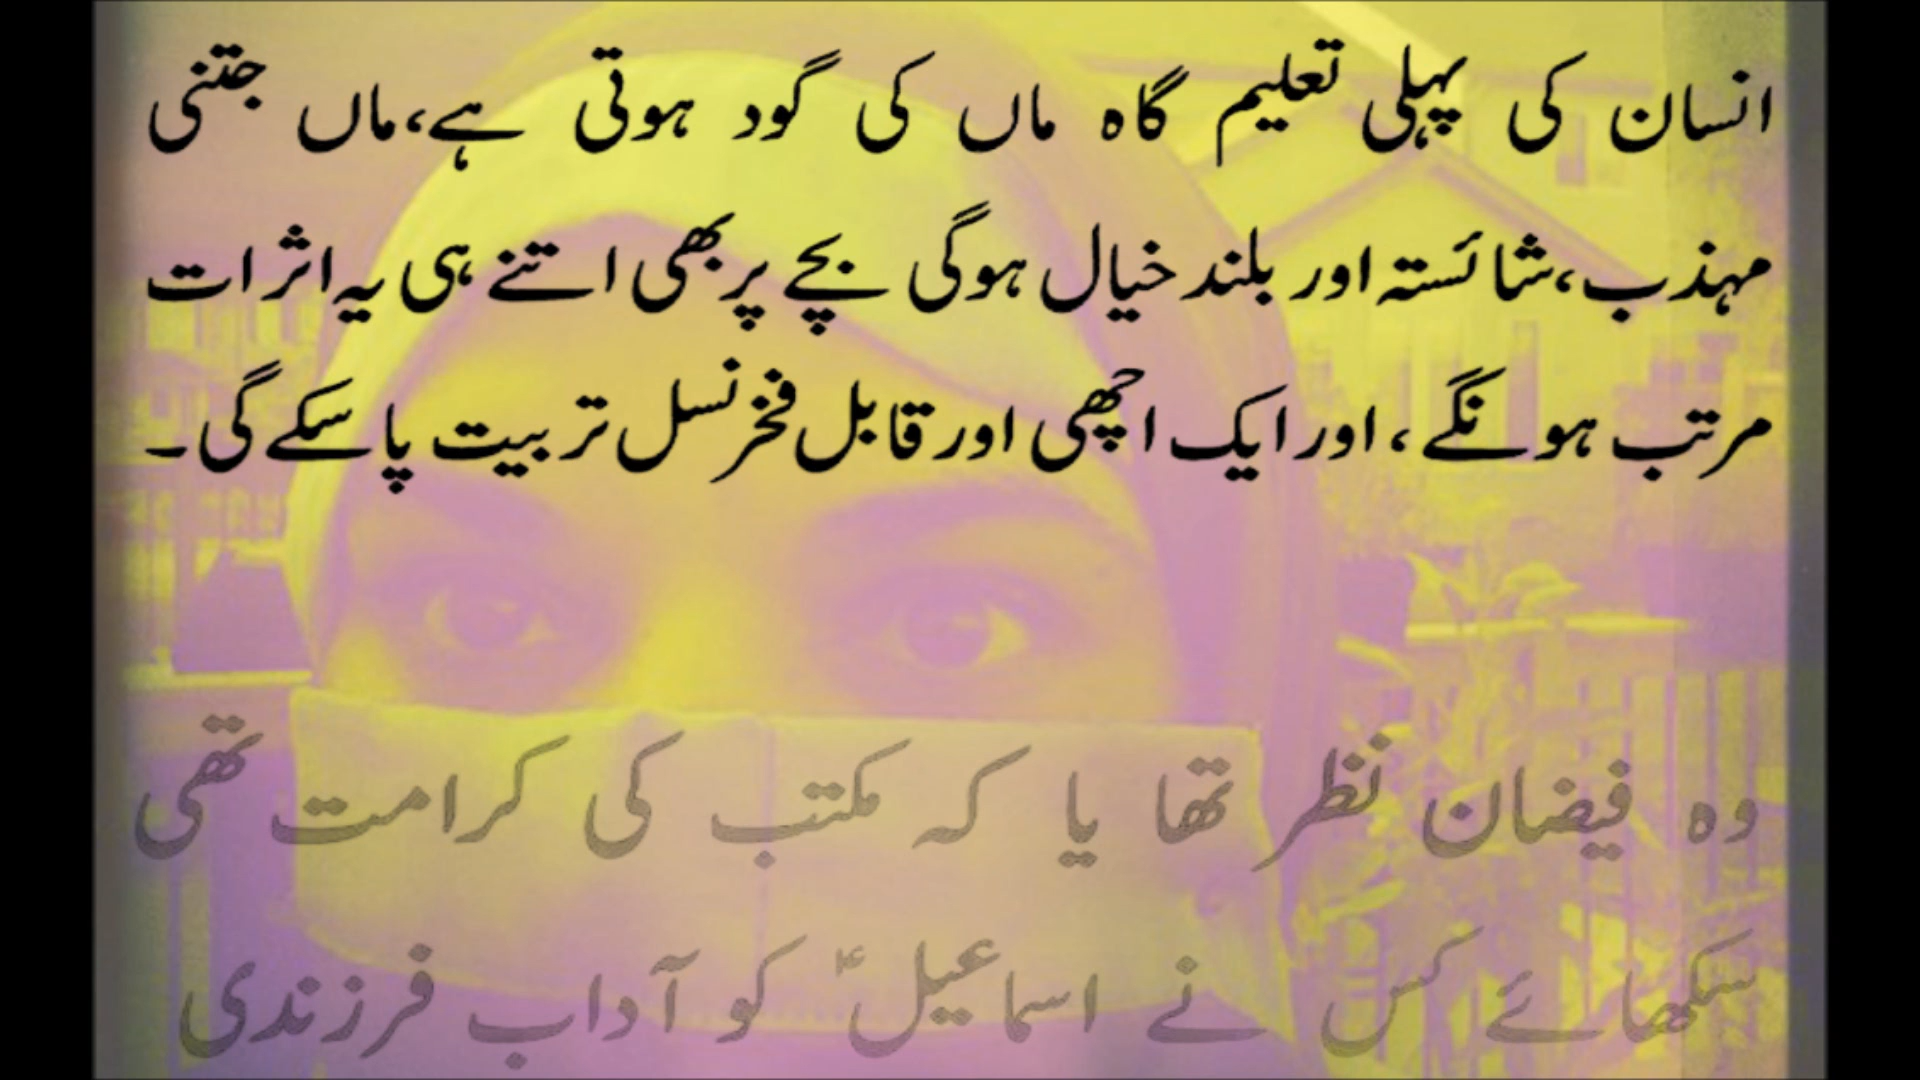 انسان کی پہلی تعلیم گاہ ماں کی گود ہوتی ہے،ماں جتنی
مہذب،شائستہ اور بلند خیال ہوگی بچے پر بھی اتنے ہی یہ اثرات
مرتب ہونگے، اور ایک اچھی اور قابل فخر نسل تربیت پا سکے گی۔
وہ فیضان نظر تھا یا کہ مکتب کی کرامت تھی
سکھائے کس نے اسماعیلؑ کو آداب فرزندی